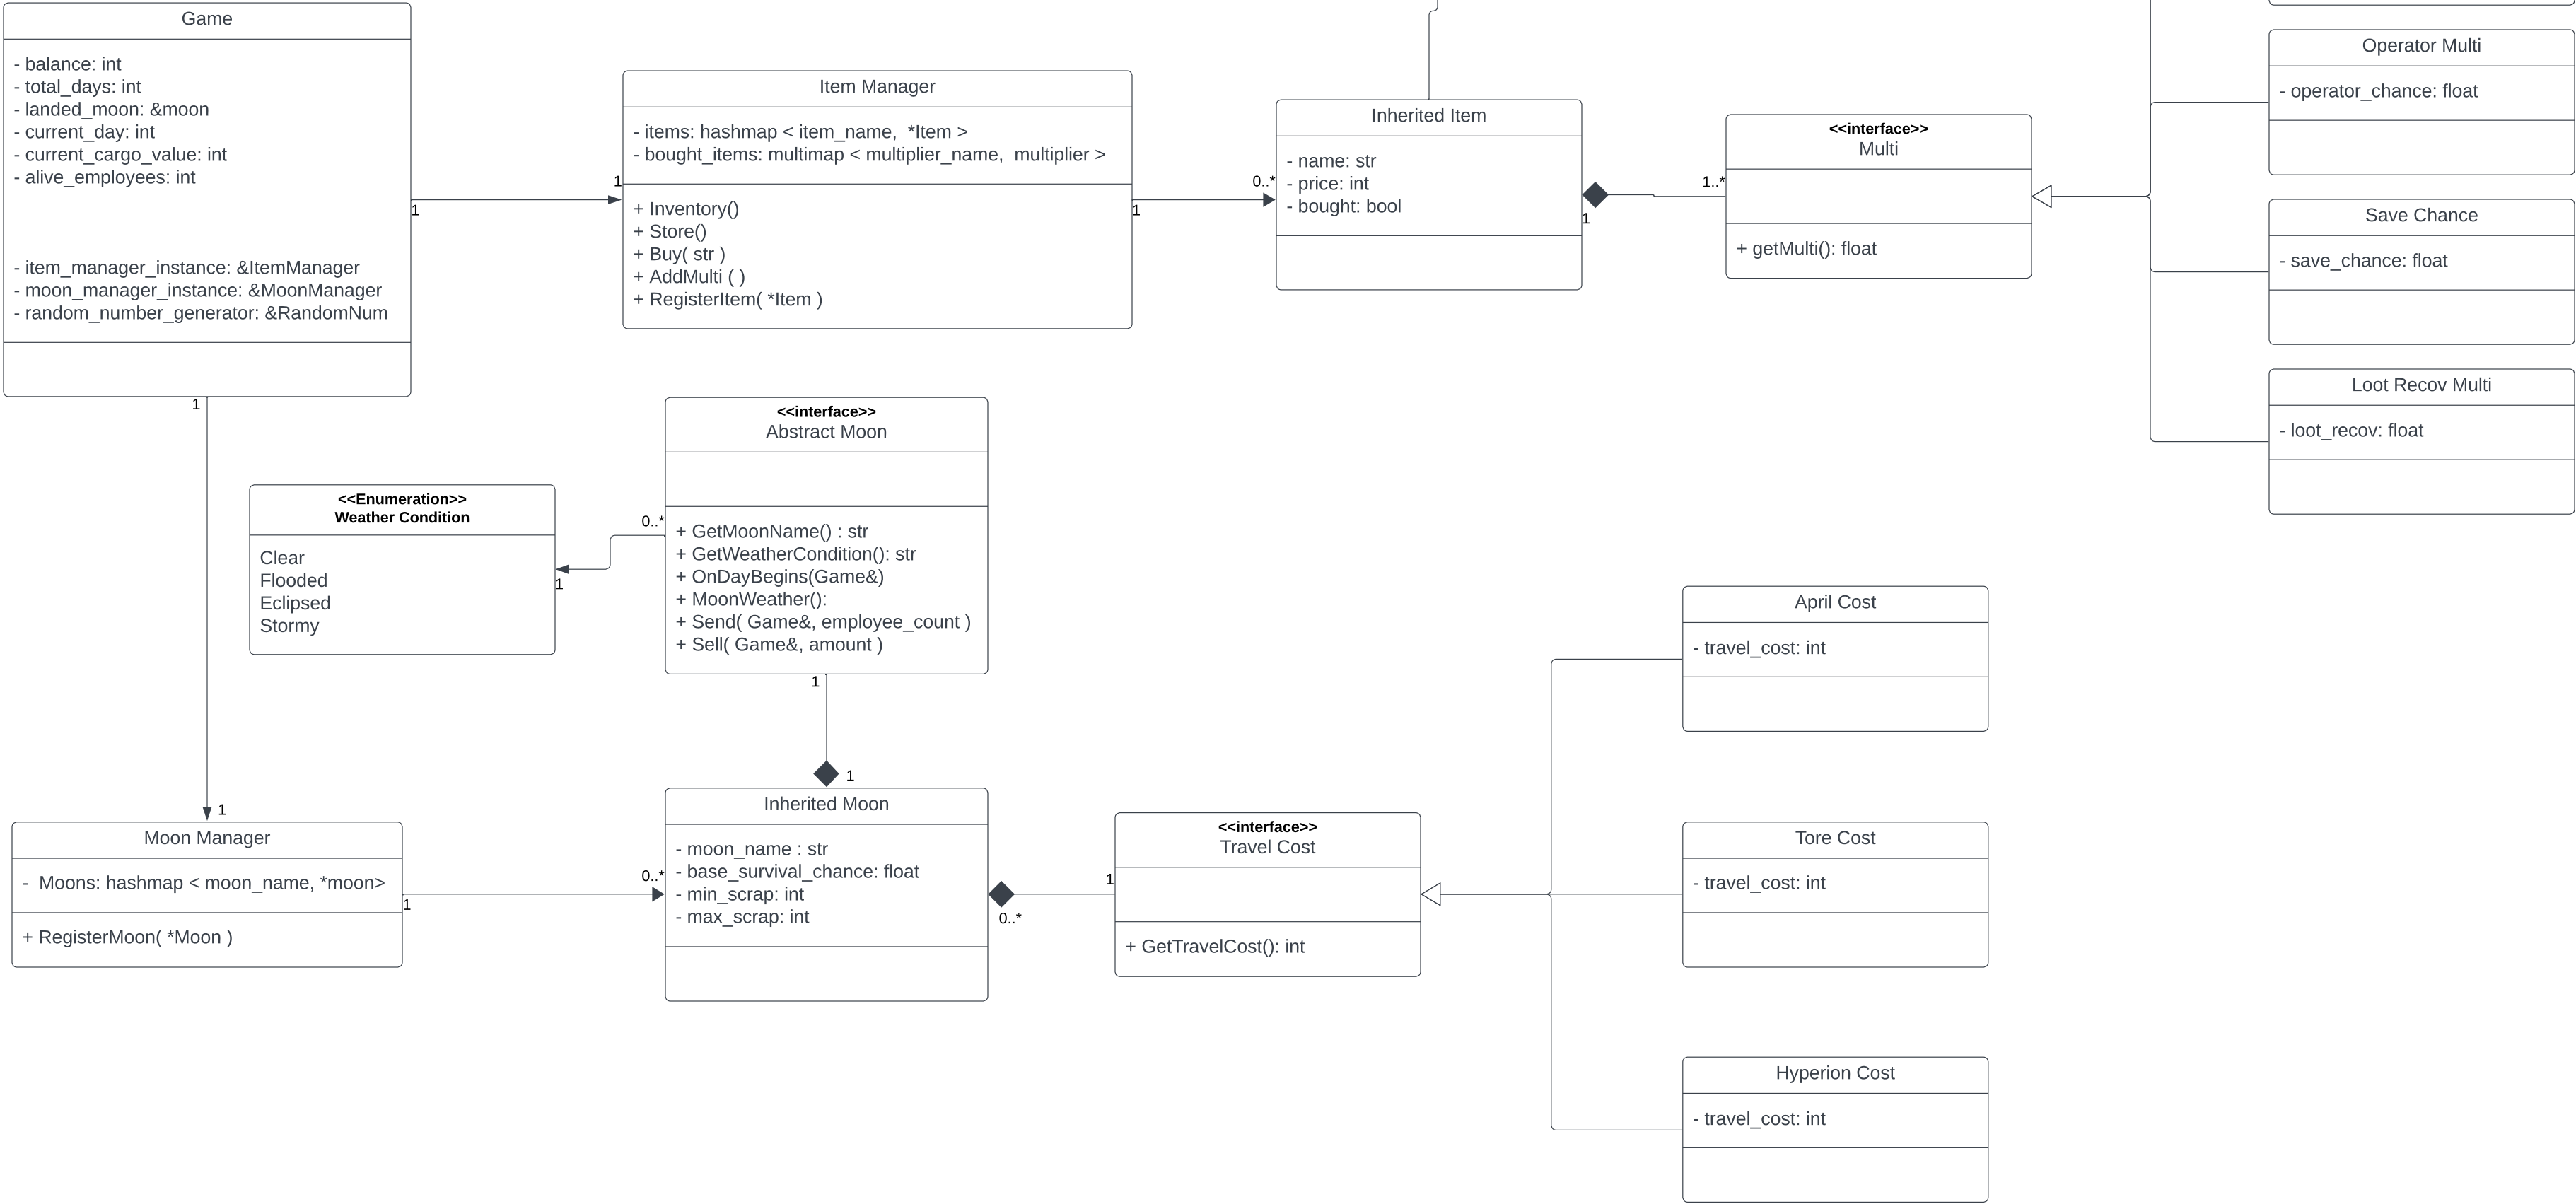 Game
- balance: int
- total_days: int
- landed_moon: &moon
- current_day: int
- current_cargo_value: int
- alive_employees: int
- item_manager_instance: &ItemManager
- moon_manager_instance: &MoonManager
- random_number_generator: &RandomNum
1
1
1
Item Manager
- items: hashmap < item_name,  *Item >
- bought_items: multimap < multiplier_name,  multiplier >
+ Inventory()
+ Store()
+ Buy( str )
+ AddMulti ( )
+ RegisterItem( *Item )
1
0..*
Inherited Item
- name: str
- price: int
- bought: bool
1
1..*
<<interface>>
Multi
+ getMulti(): float
Operator Multi
- operator_chance: float
Save Chance
- save_chance: float
Loot Recov Multi
- loot_recov: float
<<interface>>
Abstract Moon
+ GetMoonName() : str
+ GetWeatherCondition(): str
+ OnDayBegins(Game&)
+ MoonWeather():
+ Send( Game&, employee_count )
+ Sell( Game&, amount )
0..*
1
<<Enumeration>>
Weather Condition
Clear
Flooded
Eclipsed
Stormy
1
1
1
Moon Manager
-  Moons: hashmap < moon_name, *moon>
+ RegisterMoon( *Moon )
1
0..*
Inherited Moon
- moon_name : str
- base_survival_chance: float
- min_scrap: int
- max_scrap: int
0..*
1
<<interface>>
Travel Cost
+ GetTravelCost(): int
April Cost
- travel_cost: int
Tore Cost
- travel_cost: int
Hyperion Cost
- travel_cost: int